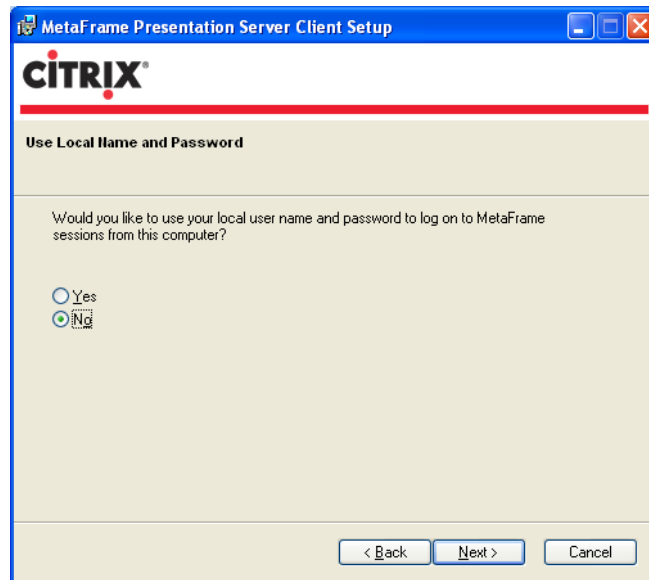 MetaFrame Presentation Server Client Setup
CITRIX®
Use Local Name and Password
Would you like to use your local user name and password to log on to MetaFrame
sessions from this computer?
Yes
No
< Back Next > Cancel